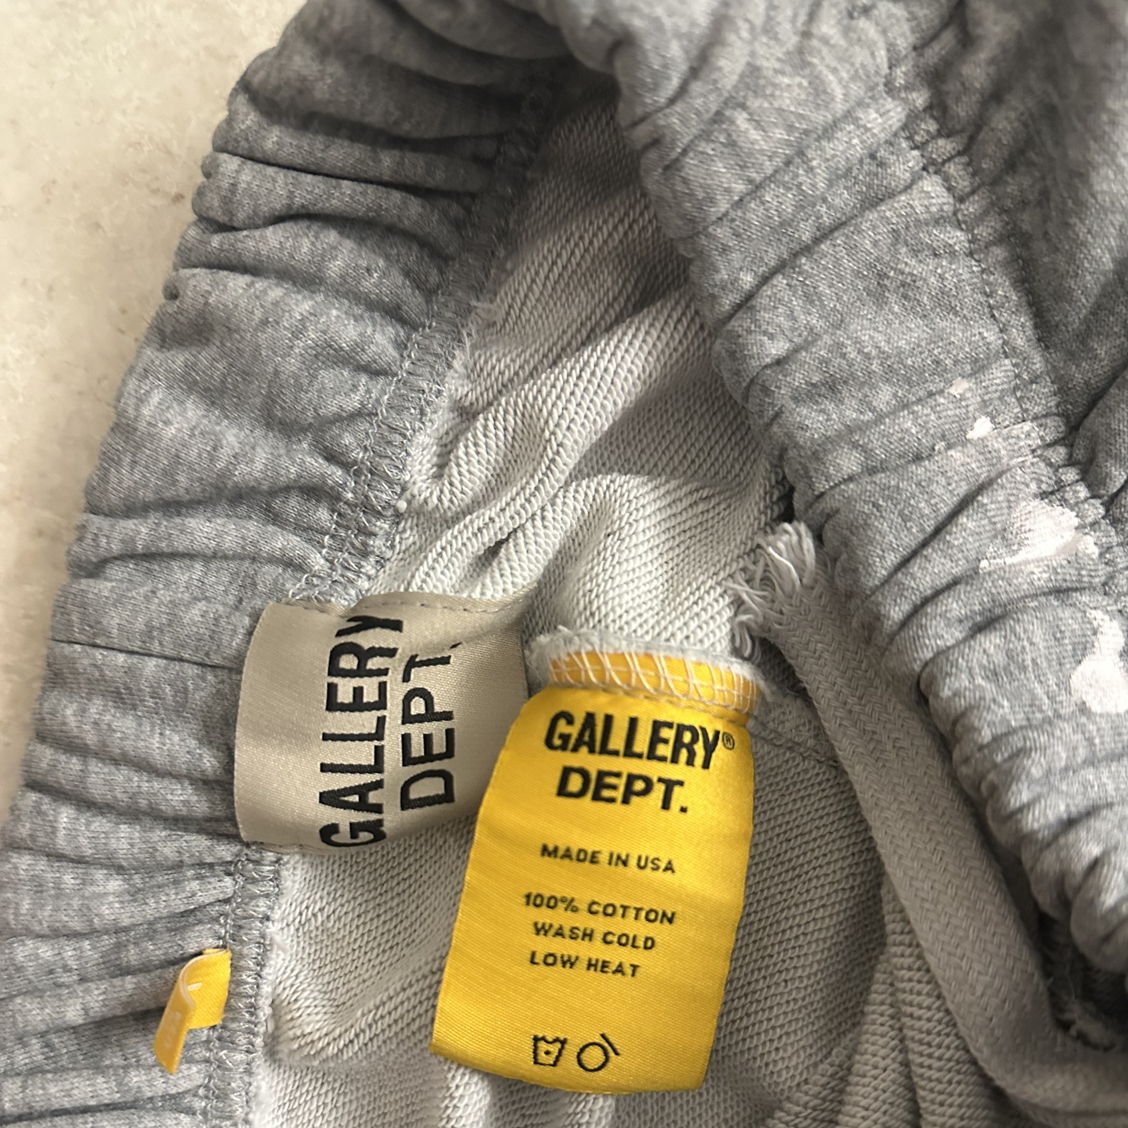 GALLERY
DEPT.
GALLERY®
DEPT.
MADE IN USA
100% COTTON
WASH COLD
LOW HEAT